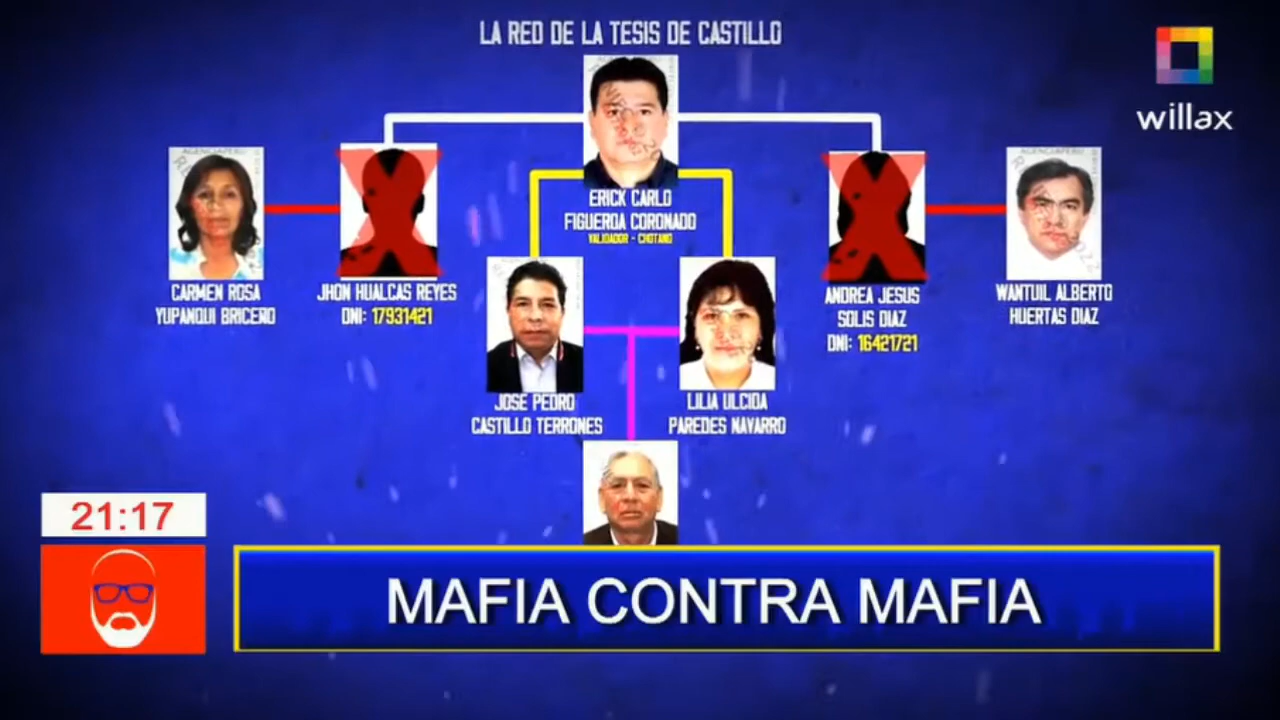 LA RED DE LA TESIS DE CASTILLO
willax
ERICK CARLO
FIGUEROA CORONADO
VALIDADOR - CHOTANO
CARMEN ROSA
YUPANQUI BRICEÑO
JHON HUALCAS REYES
DNI: 17931421
ANDREA JESUS
SOLIS DIAZ
DNI: 16421721
WANTUIL ALBERTO
HUERTAS DIAZ
JOSE PEDRO
CASTILLO TERRONES
LILIA ULCIDA
PAREDES NAVARRO
21:17
MAFIA CONTRA MAFIA